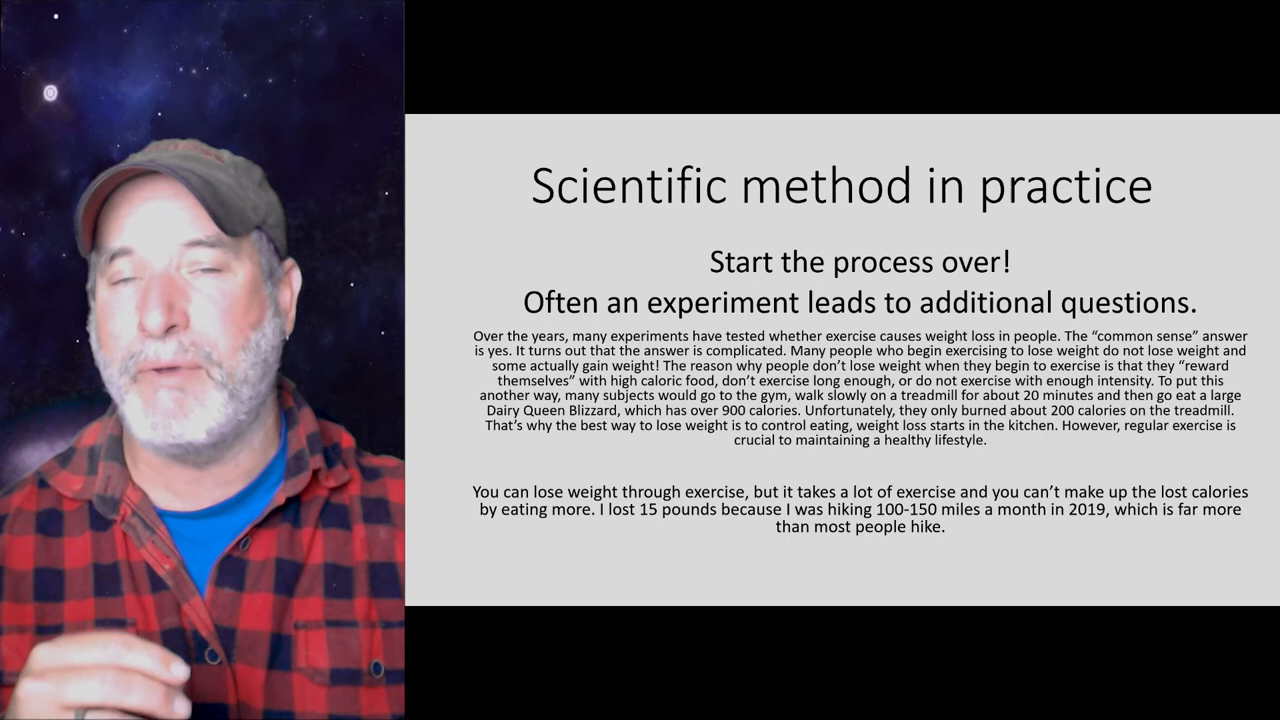 Scientific method in practice
Start the process over!
Often an experiment leads to additional questions.
Over the years, many experiments have tested whether exercise causes weight loss in people. The “common sense” answer
is yes. It turns out that the answer is complicated. Many people who begin exercising to lose weight do not lose weight and
some actually gain weight! The reason why people don’t lose weight when they begin to exercise is that they “reward
themselves” with high caloric food, don’t exercise long enough, or do not exercise with enough intensity. To put this
another way, many subjects would go to the gym, walk slowly on a treadmill for about 20 minutes and then go eat a large
Dairy Queen Blizzard, which has over 900 calories. Unfortunately, they only burned about 200 calories on the treadmill.
That’s why the best way to lose weight is to control eating, weight loss starts in the kitchen. However, regular exercise is
crucial to maintaining a healthy lifestyle.
You can lose weight through exercise, but it takes a lot of exercise and you can’t make up the lost calories
by eating more. I lost 15 pounds because I was hiking 100-150 miles a month in 2019, which is far more
than most people hike.